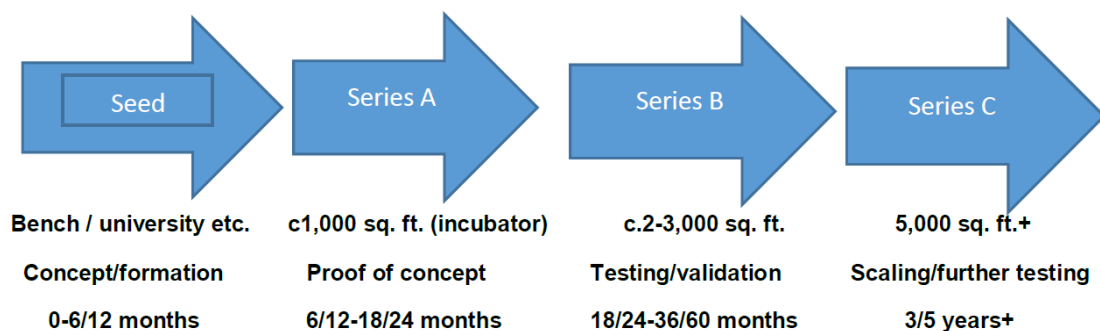 Seed
Series A
Series B
Series C
Bench / university etc.
c1,000 sq. ft. (incubator)
c.2-3,000 sq. ft.
5,000 sq. ft.+
Concept/formation
Proof of concept
Testing/validation
Scaling/further testing
0-6/12 months
6/12-18/24 months
18/24-36/60 months
3/5 years+